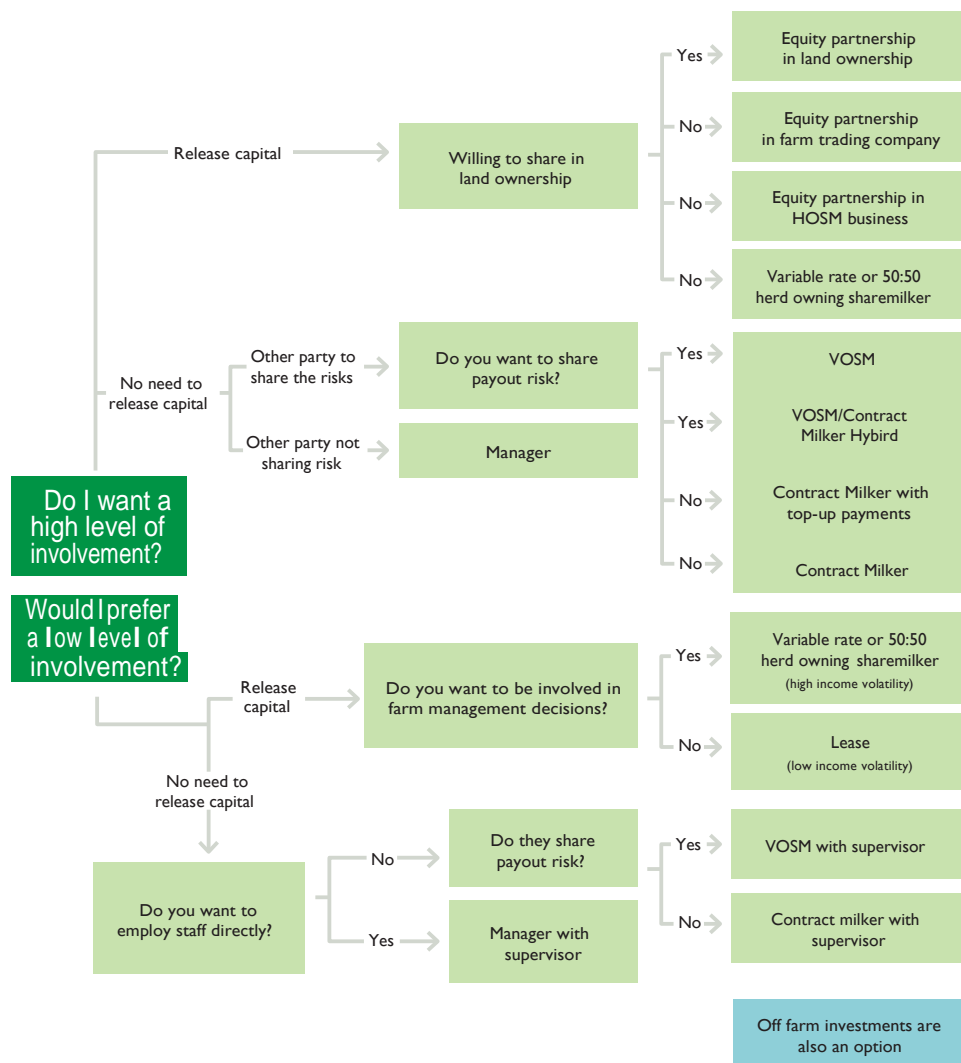 Yes
Equity partnership
in land ownership
Release capital
Willing to share in
land ownership
No
Equity partnership
in farm trading company
No
Equity partnership in
HOSM business
No
Variable rate or 50:50
herd owning sharemilker
No need to
release capital
Other party to
share the risks
Do you want to share
payout risk?
Other party not
sharing risk
Manager
Yes
VOSM
Yes
VOSM/Contract
Milker Hybird
No
Contract Milker with
top-up payments
No
Contract Milker
Do I want a
high level of
involvement?
Would I prefer
a low level of
involvement?
Release
capital
Do you want to be involved in
farm management decisions?
Yes
Variable rate or 50:50
herd owning sharemilker
(high income volatility)
No
Lease
(low income volatility)
No need to
release capital
Do you want to
employ staff directly?
No
Do they share
payout risk?
Yes
Manager with
supervisor
Yes
VOSM with supervisor
No
Contract milker with
supervisor
Off farm investments are
also an option